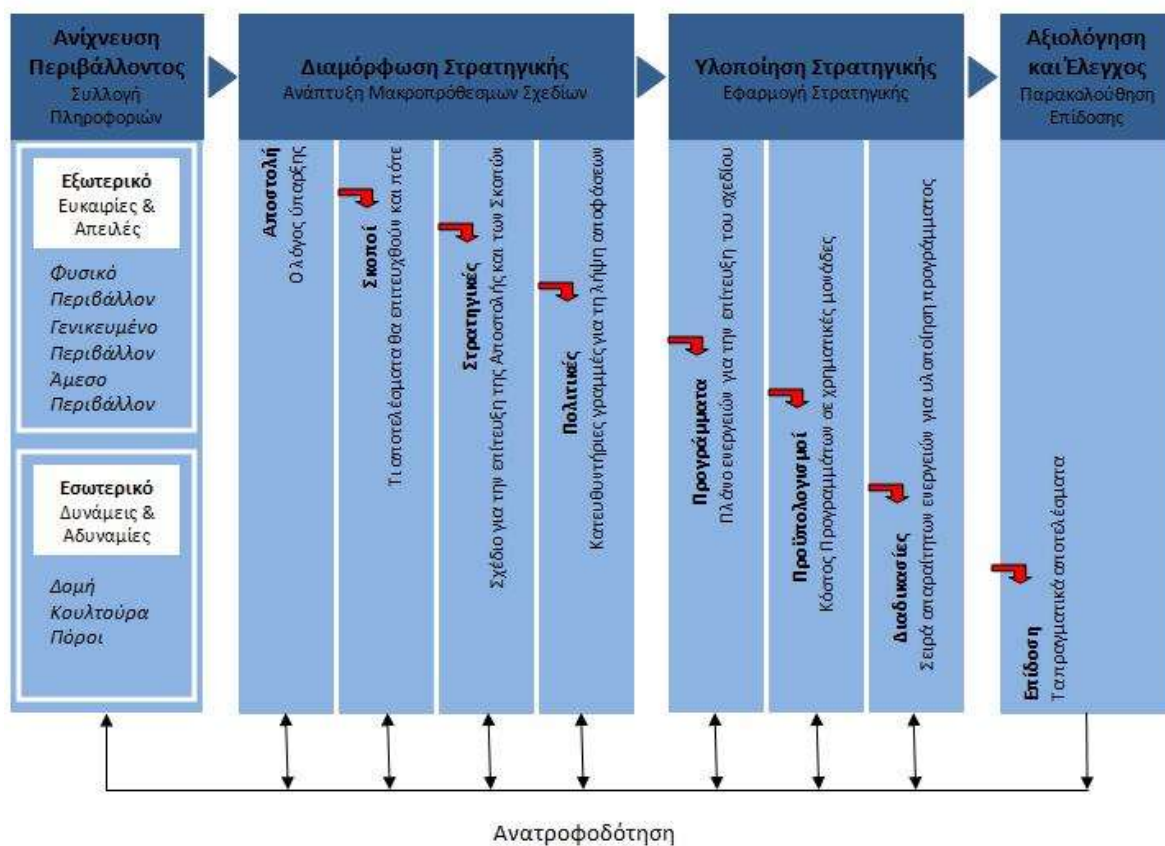 Ανίχνευση
Περιβάλλοντος
Συλλογή
Πληροφοριών
Διαμόρφωση Στρατηγικής
Ανάπτυξη Μακροπρόθεσμων Σχεδίων
Υλοποίηση Στρατηγικής
Εφαρμογή Στρατηγικής
Αξιολόγηση
και Έλεγχος
Παρακολούθηση
Επίδοσης
Εξωτερικό
Ευκαιρίες &
Απειλές
Φυσικό
Περιβάλλον
Γενικευμένο
Περιβάλλον
Άμεσο
Περιβάλλον
Εσωτερικό
Δυνάμεις &
Αδυναμίες
Δομή
Κουλτούρα
Πόροι
Αποστολή
Ο λόγος ύπαρξης
Σκοποί
Τι αποτελέσματα θα επιτευχθούν και πότε
Στρατηγικές
Σχέδιο για την επίτευξη της Αποστολής και των Σκοπών
Πολιτικές
Κατευθυντήριες γραμμές για τη λήψη αποφάσεων
Προγράμματα
Πλάνο ενεργειών για την επίτευξη του σχεδίου
Προϋπολογισμοί
Κόστος Προγραμμάτων σε χρηματικές μονάδες
Διαδικασίες
Σειρά απαραίτητων ενεργειών για υλοποίηση προγράμματος
Επίδοση
Τα πραγματικά αποτελέσματα
Ανατροφοδότηση